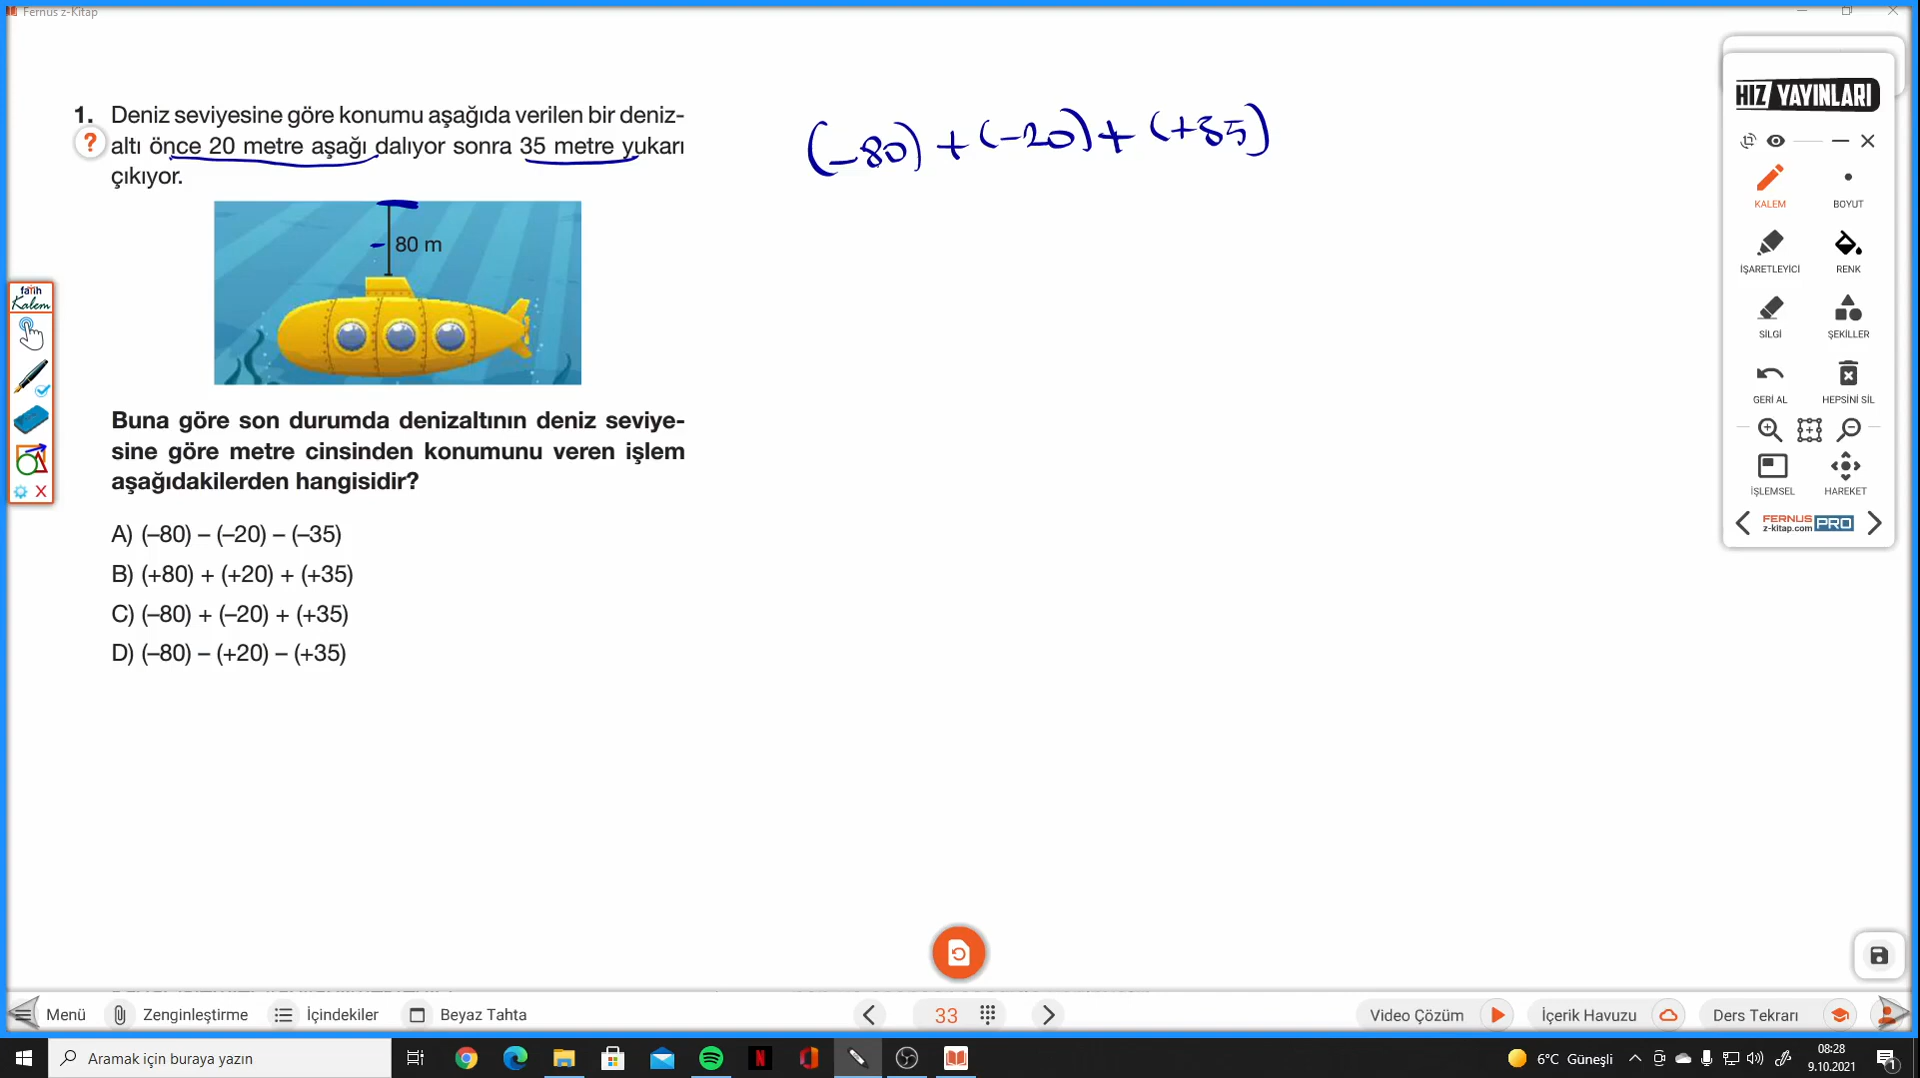 Fernus z-Kitap
1. Deniz seviyesine göre konumu aşağıda verilen bir deniz-
? altı önce 20 metre aşağı dalıyor sonra 35 metre yukarı
çıkıyor.
80 m
Buna göre son durumda denizaltının deniz seviye-
sine göre metre cinsinden konumunu veren işlem
aşağıdakilerden hangisidir?
A) (–80) – (–20) – (–35)
B) (+80) + (+20) + (+35)
C) (–80) + (–20) + (+35)
D) (–80) – (+20) – (+35)
(-80) + (-20) + (+35)
fatih
Kalem
X
HIZ YAYINLARI
KALEM BOYUT
İŞARETLEYİCİ RENK
SİLGİ ŞEKİLLER
GERİ AL HEPSİNİ SİL
İŞLEMSEL HAREKET
FERNUS
z-kitap.com PRO
Menü Zenginleştirme İçindekiler Beyaz Tahta 33 Video Çözüm İçerik Havuzu Ders Tekrarı
Aramak için buraya yazın 6°C Güneşli 08:28
9.10.2021 1